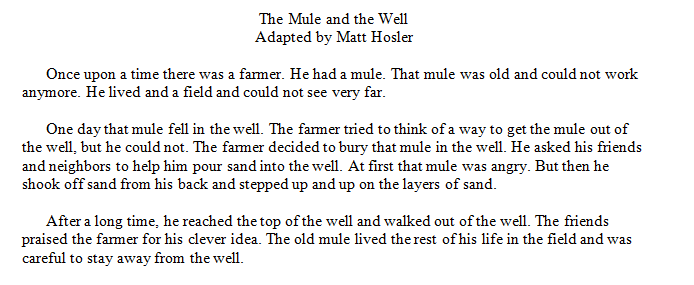 The Mule and the Well
Adapted by Matt Hosler
Once upon a time there was a farmer. He had a mule. That mule was old and could not work
anymore. He lived and a field and could not see very far.
One day that mule fell in the well. The farmer tried to think of a way to get the mule out of
the well, but he could not. The farmer decided to bury that mule in the well. He asked his friends
and neighbors to help him pour sand into the well. At first that mule was angry. But then he
shook off sand from his back and stepped up and up on the layers of sand.
After a long time, he reached the top of the well and walked out of the well. The friends
praised the farmer for his clever idea. The old mule lived the rest of his life in the field and was
careful to stay away from the well.